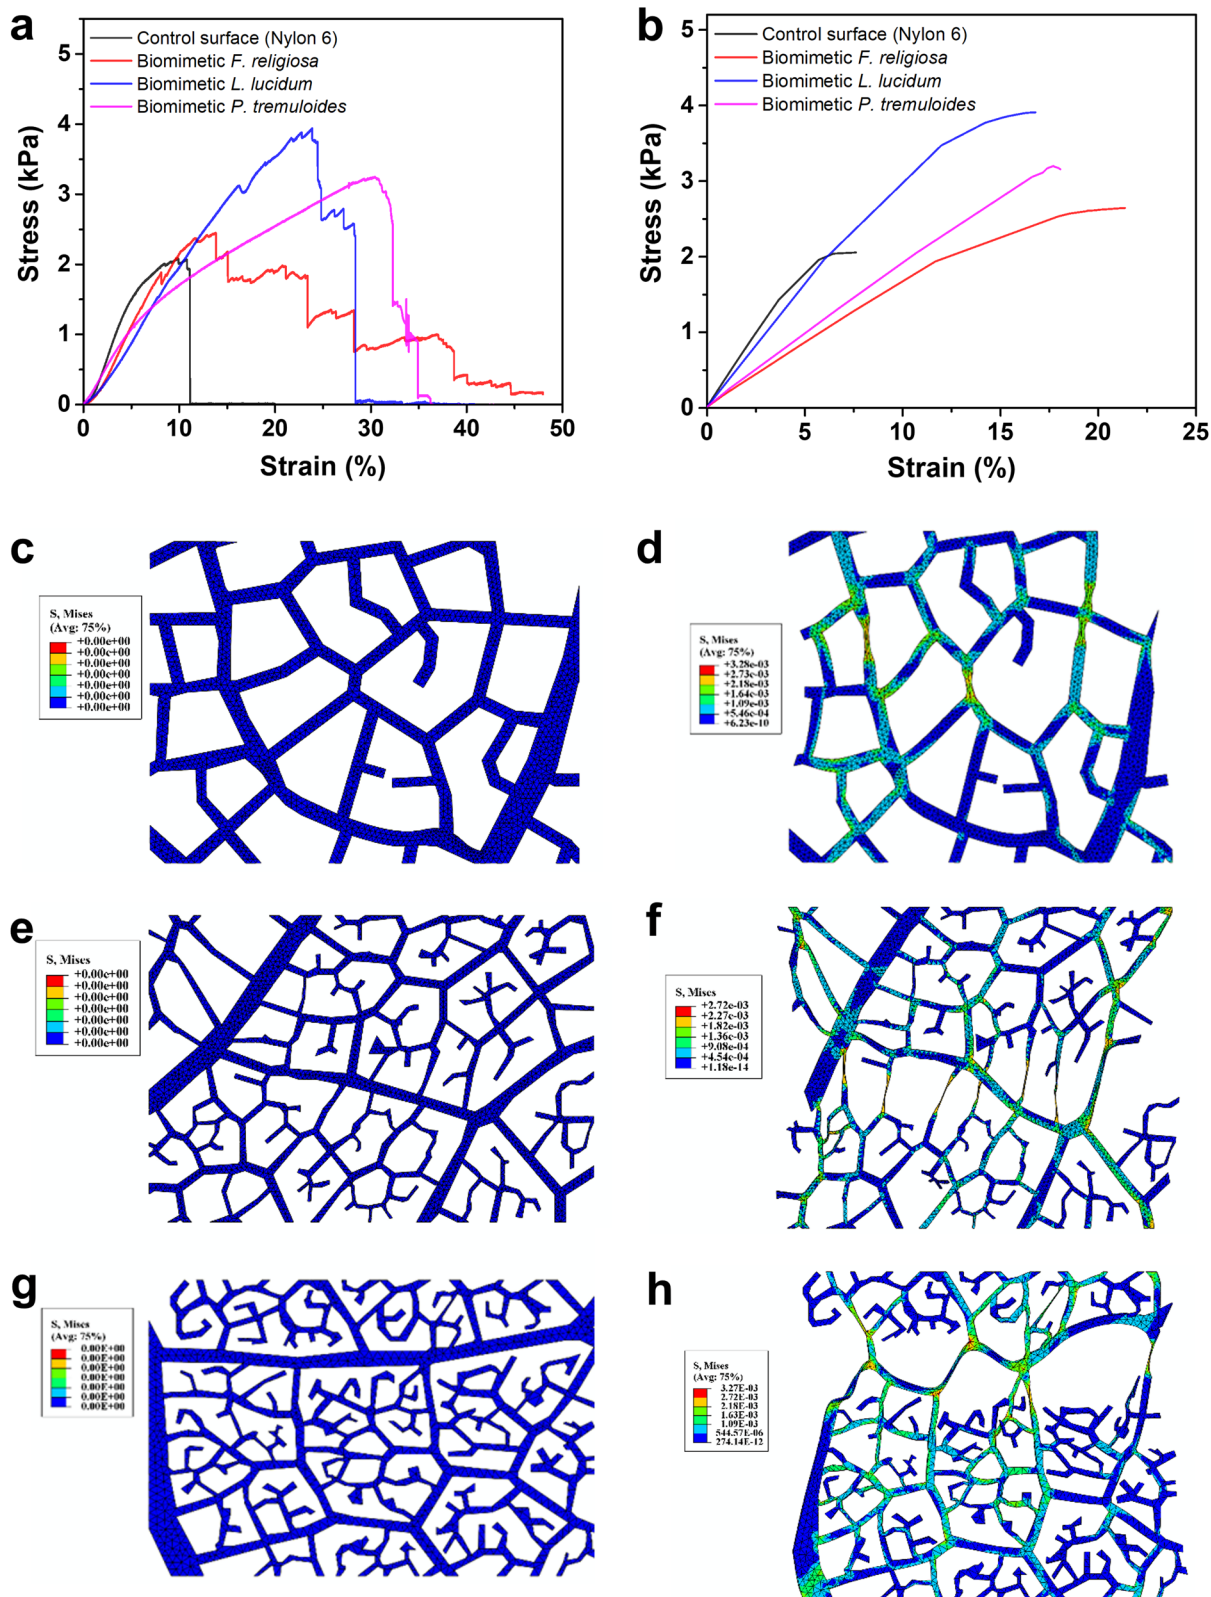 a
Control surface (Nylon 6)
Biomimetic F. religiosa
Biomimetic L. lucidum
Biomimetic P. tremuloides
Stress (kPa)
5
4
3
2
1
0
0 10 20 30 40 50
Strain (%)
b
Control surface (Nylon 6)
Biomimetic F. religiosa
Biomimetic L. lucidum
Biomimetic P. tremuloides
Stress (kPa)
5
4
3
2
1
0
0 5 10 15 20 25
Strain (%)
c
S, Mises
(Avg: 75%)
+0.00e+00
+0.00e+00
+0.00e+00
+0.00e+00
+0.00e+00
+0.00e+00
+0.00e+00
d
S, Mises
(Avg: 75%)
+3.28e-03
+2.73e-03
+2.18e-03
+1.64e-03
+1.09e-03
+5.46e-04
+6.23e-10
e
S, Mises
+0.00e+00
+0.00e+00
+0.00e+00
+0.00e+00
+0.00e+00
+0.00e+00
+0.00e+00
f
S, Mises
+2.72e-03
+2.27e-03
+1.82e-03
+1.36e-03
+9.08e-04
+4.54e-04
+1.18e-14
g
S, Mises
(Avg: 75%)
0.00E+00
0.00E+00
0.00E+00
0.00E+00
0.00E+00
0.00E+00
0.00E+00
h
S, Mises
(Avg: 75%)
3.27E-03
2.72E-03
2.18E-03
1.63E-03
1.09E-03
544.57E-06
274.14E-12